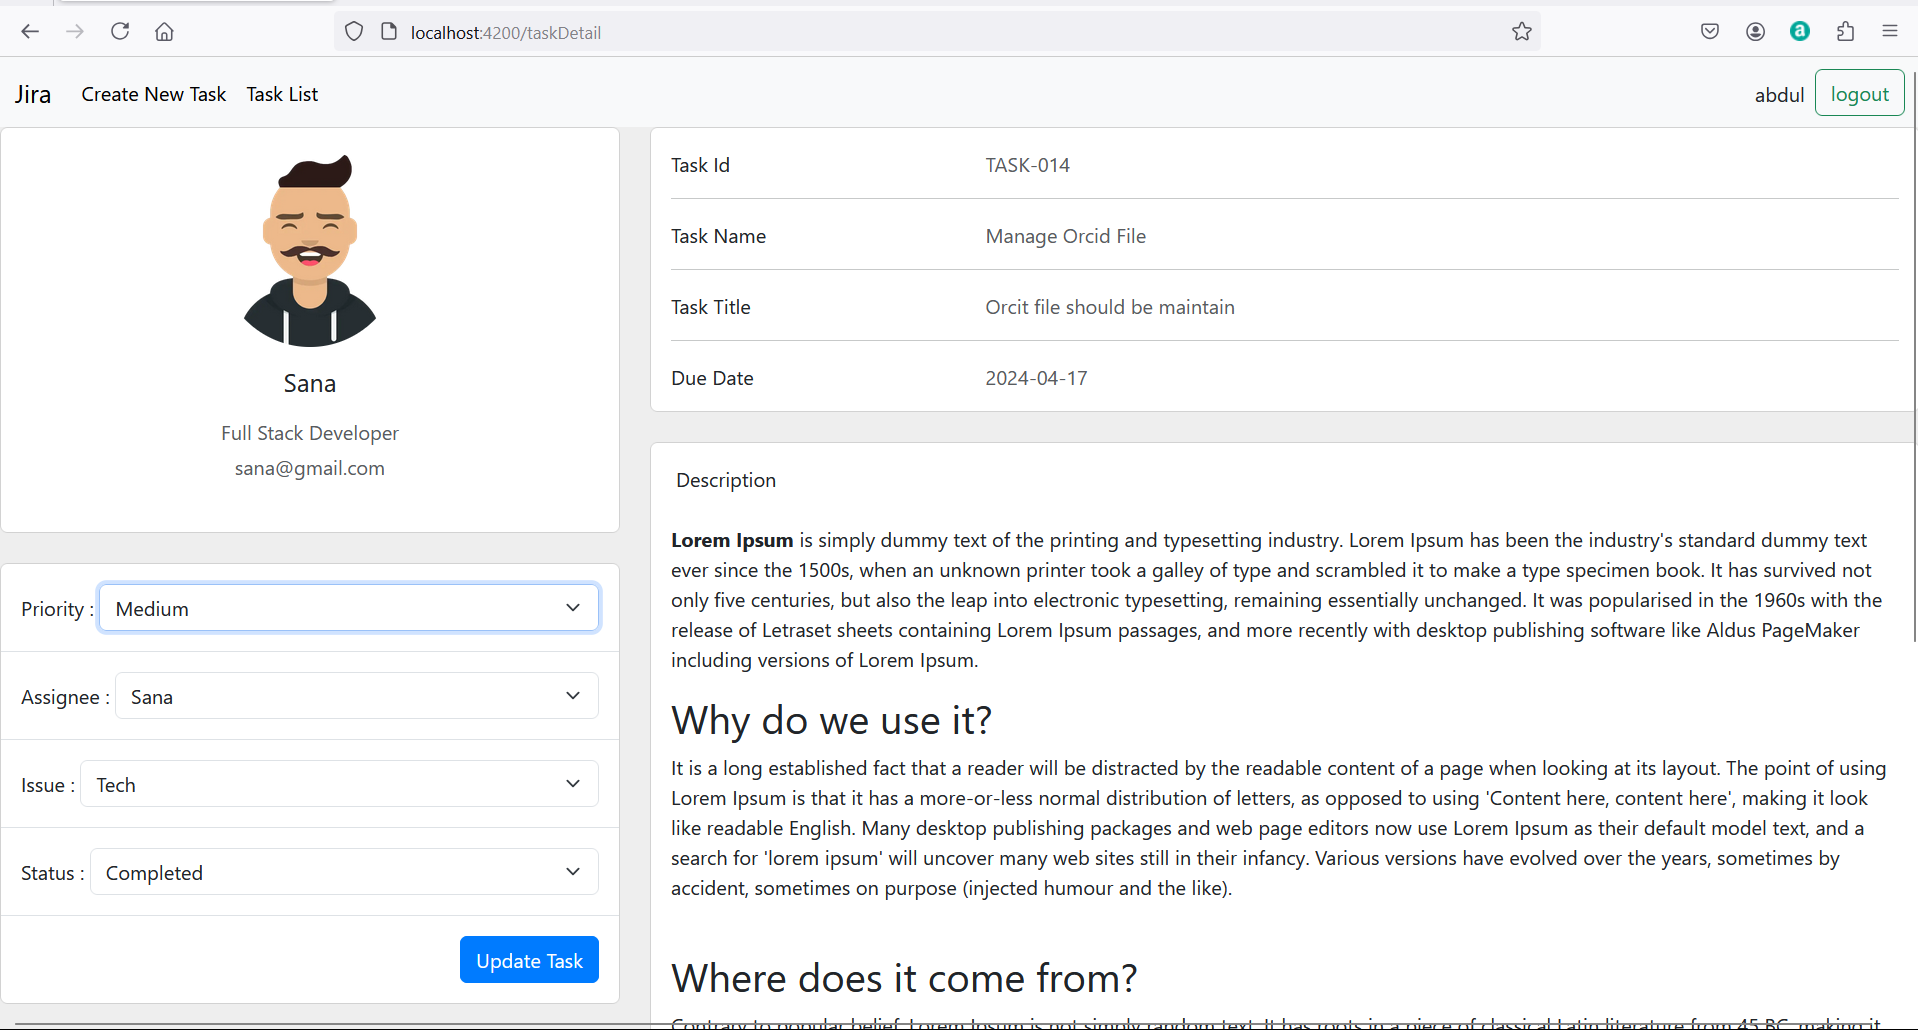 localhost:4200/taskDetail
Jira
Create New Task
Task List
abdul
logout
Sana
Full Stack Developer
sana@gmail.com
Priority :
Medium
Assignee :
Sana
Issue :
Tech
Status :
Completed
Update Task
Task Id
TASK-014
Task Name
Manage Orcid File
Task Title
Orcit file should be maintain
Due Date
2024-04-17
Description
Lorem Ipsum is simply dummy text of the printing and typesetting industry. Lorem Ipsum has been the industry's standard dummy text
ever since the 1500s, when an unknown printer took a galley of type and scrambled it to make a type specimen book. It has survived not
only five centuries, but also the leap into electronic typesetting, remaining essentially unchanged. It was popularised in the 1960s with the
release of Letraset sheets containing Lorem Ipsum passages, and more recently with desktop publishing software like Aldus PageMaker
including versions of Lorem Ipsum.
Why do we use it?
It is a long established fact that a reader will be distracted by the readable content of a page when looking at its layout. The point of using
Lorem Ipsum is that it has a more-or-less normal distribution of letters, as opposed to using 'Content here, content here', making it look
like readable English. Many desktop publishing packages and web page editors now use Lorem Ipsum as their default model text, and a
search for 'lorem ipsum' will uncover many web sites still in their infancy. Various versions have evolved over the years, sometimes by
accident, sometimes on purpose (injected humour and the like).
Where does it come from?
Contrary to popular belief, Lorem Ipsum is not simply random text. It has roots in a piece of classical Latin literature from 45 BC, making it